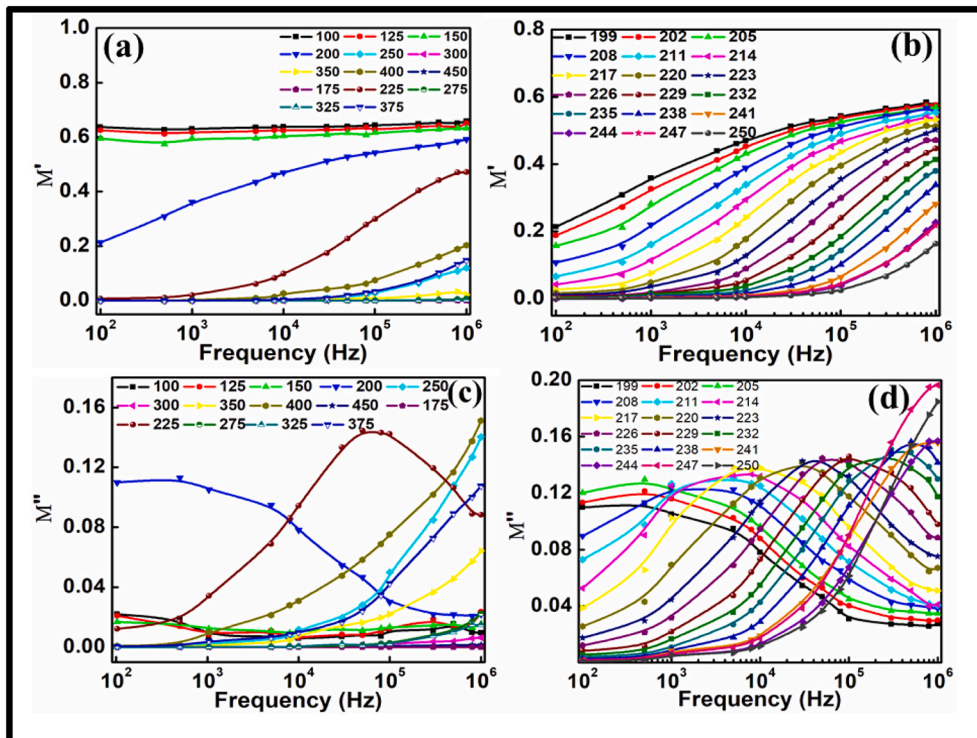 (a)
100 125 150
200 250 300
350 400 450
175 225 275
325 375
1.0
0.8
0.6
0.4
0.2
0.0
M'
10² 10³ 10⁴ 10⁵ 10⁶
Frequency (Hz)
(b)
199 202 205
208 211 214
217 220 223
226 229 232
235 238 241
244 247 250
0.8
0.6
0.4
0.2
0.0
M'
10² 10³ 10⁴ 10⁵ 10⁶
Frequency (Hz)
(c)
100 125 150 200 250
300 350 400 450 175
225 275 325 375
0.16
0.12
0.08
0.04
0.00
M''
10² 10³ 10⁴ 10⁵ 10⁶
Frequency (Hz)
(d)
199 202 205
208 211 214
217 220 223
226 229 232
235 238 241
244 247 250
0.20
0.16
0.12
0.08
0.04
M''
10² 10³ 10⁴ 10⁵ 10⁶
Frequency (Hz)